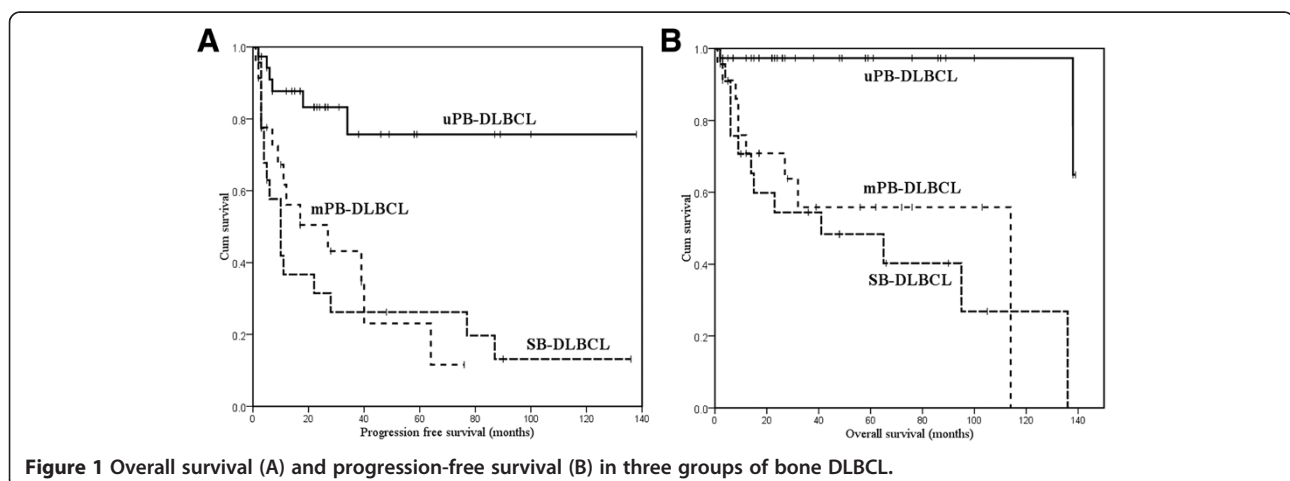 A
B
1.0
0.8
0.6
0.4
0.2
0.0
Cum survival
uPB-DLBCL
mPB-DLBCL
SB-DLBCL
0 20 40 60 80 100 120 140
Progression free survival (months)
1.0
0.8
0.6
0.4
0.2
0.0
Cum survival
uPB-DLBCL
mPB-DLBCL
SB-DLBCL
0 20 40 60 80 100 120 140
Overall survival (months)
Figure 1 Overall survival (A) and progression-free survival (B) in three groups of bone DLBCL.